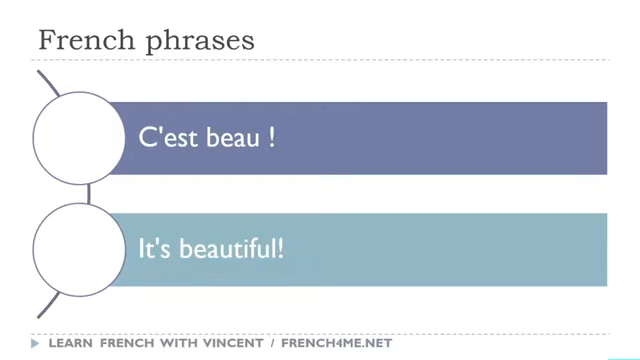 French phrases
C'est beau !
It's beautiful!
LEARN FRENCH WITH VINCENT / FRENCH4ME.NET